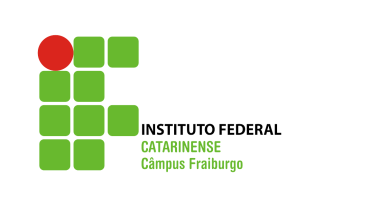 INSTITUTO FEDERAL
CATARINENSE
Câmpus Fraiburgo